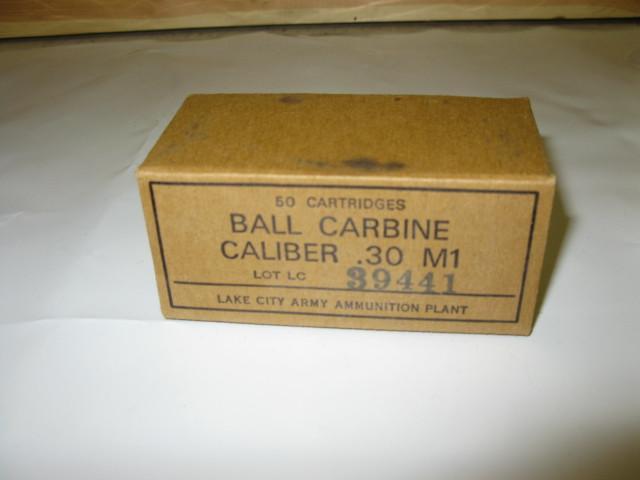 50 CARTRIDGES
BALL CARBINE
CALIBER .30 M1
LOT LC 39441
LAKE CITY ARMY AMMUNITION PLANT